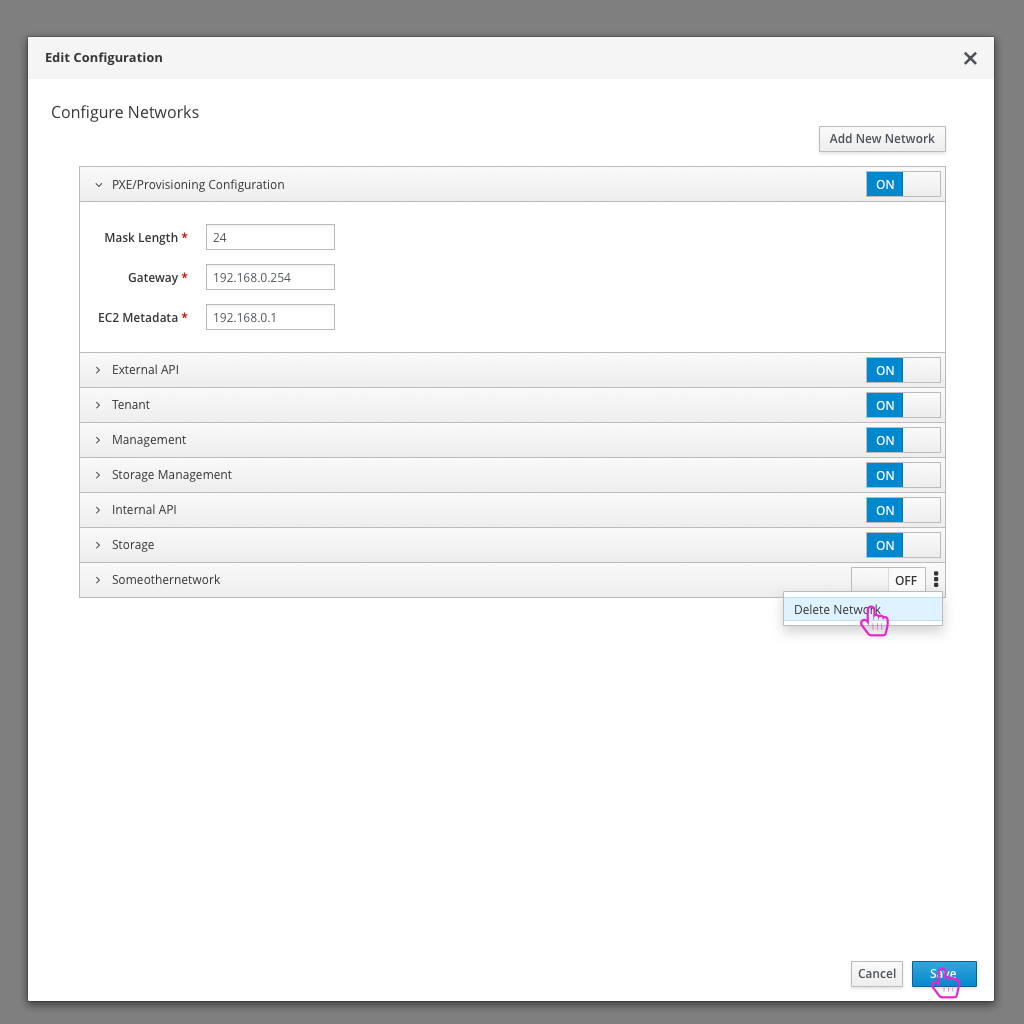 Edit Configuration
Configure Networks
Add New Network
PXE/Provisioning Configuration ON
Mask Length * 24
Gateway * 192.168.0.254
EC2 Metadata * 192.168.0.1
External API ON
Tenant ON
Management ON
Storage Management ON
Internal API ON
Storage ON
Someothernetwork OFF
Delete Network
Cancel Save